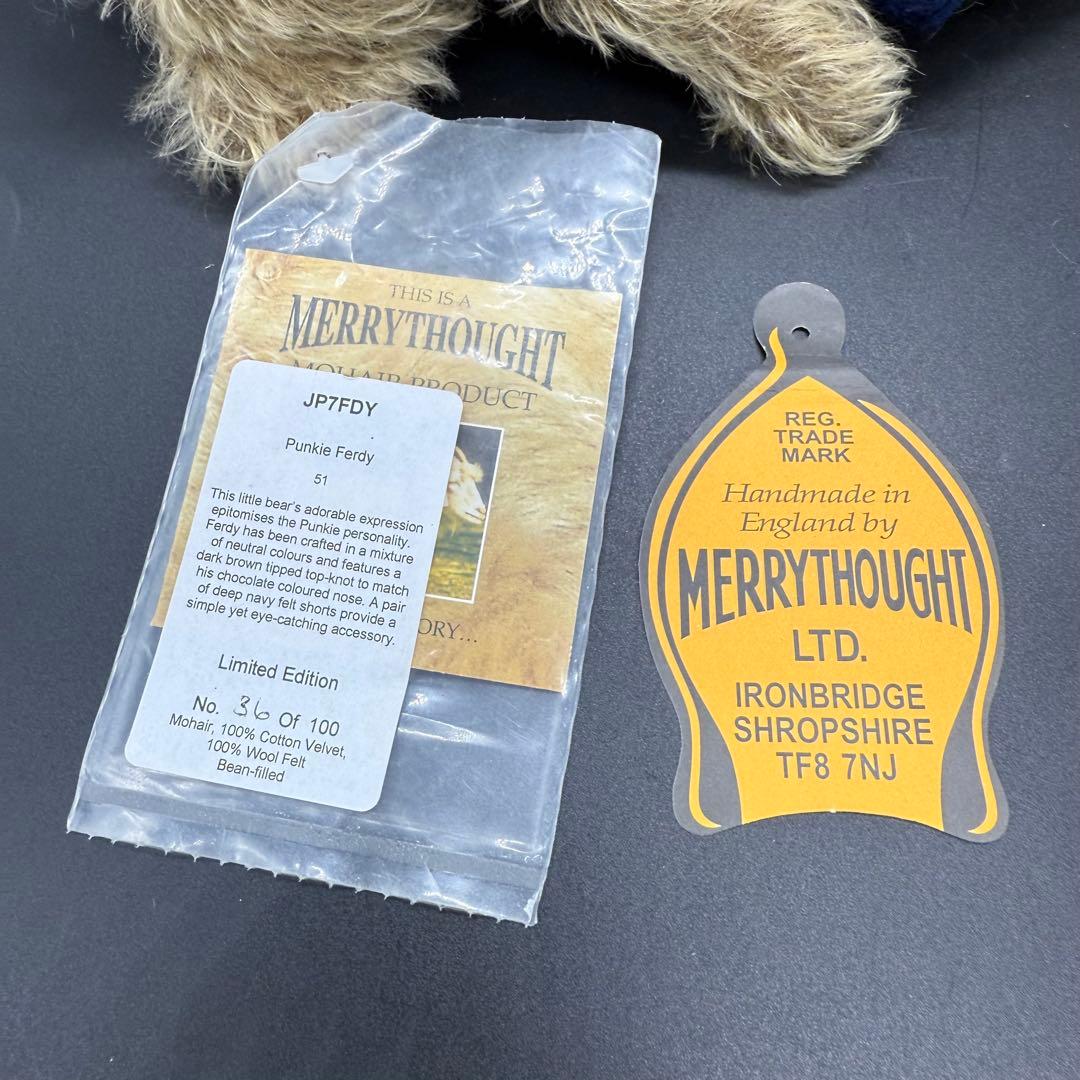 THIS IS A
MERRYTHOUGHT
MOHAIR PRODUCT
ORY...
JP7FDY
Punkie Ferdy
51
This little bear's adorable expression
epitomises the Punkie personality.
Ferdy has been crafted in a mixture
of neutral colours and features a
dark brown tipped top-knot to match
his chocolate coloured nose. A pair
of deep navy felt shorts provide a
simple yet eye-catching accessory.
Limited Edition
No. 36 Of 100
Mohair, 100% Cotton Velvet,
100% Wool Felt
Bean-filled
REG.
TRADE
MARK
Handmade in
England by
MERRYTHOUGHT
LTD.
IRONBRIDGE
SHROPSHIRE
TF8 7NJ